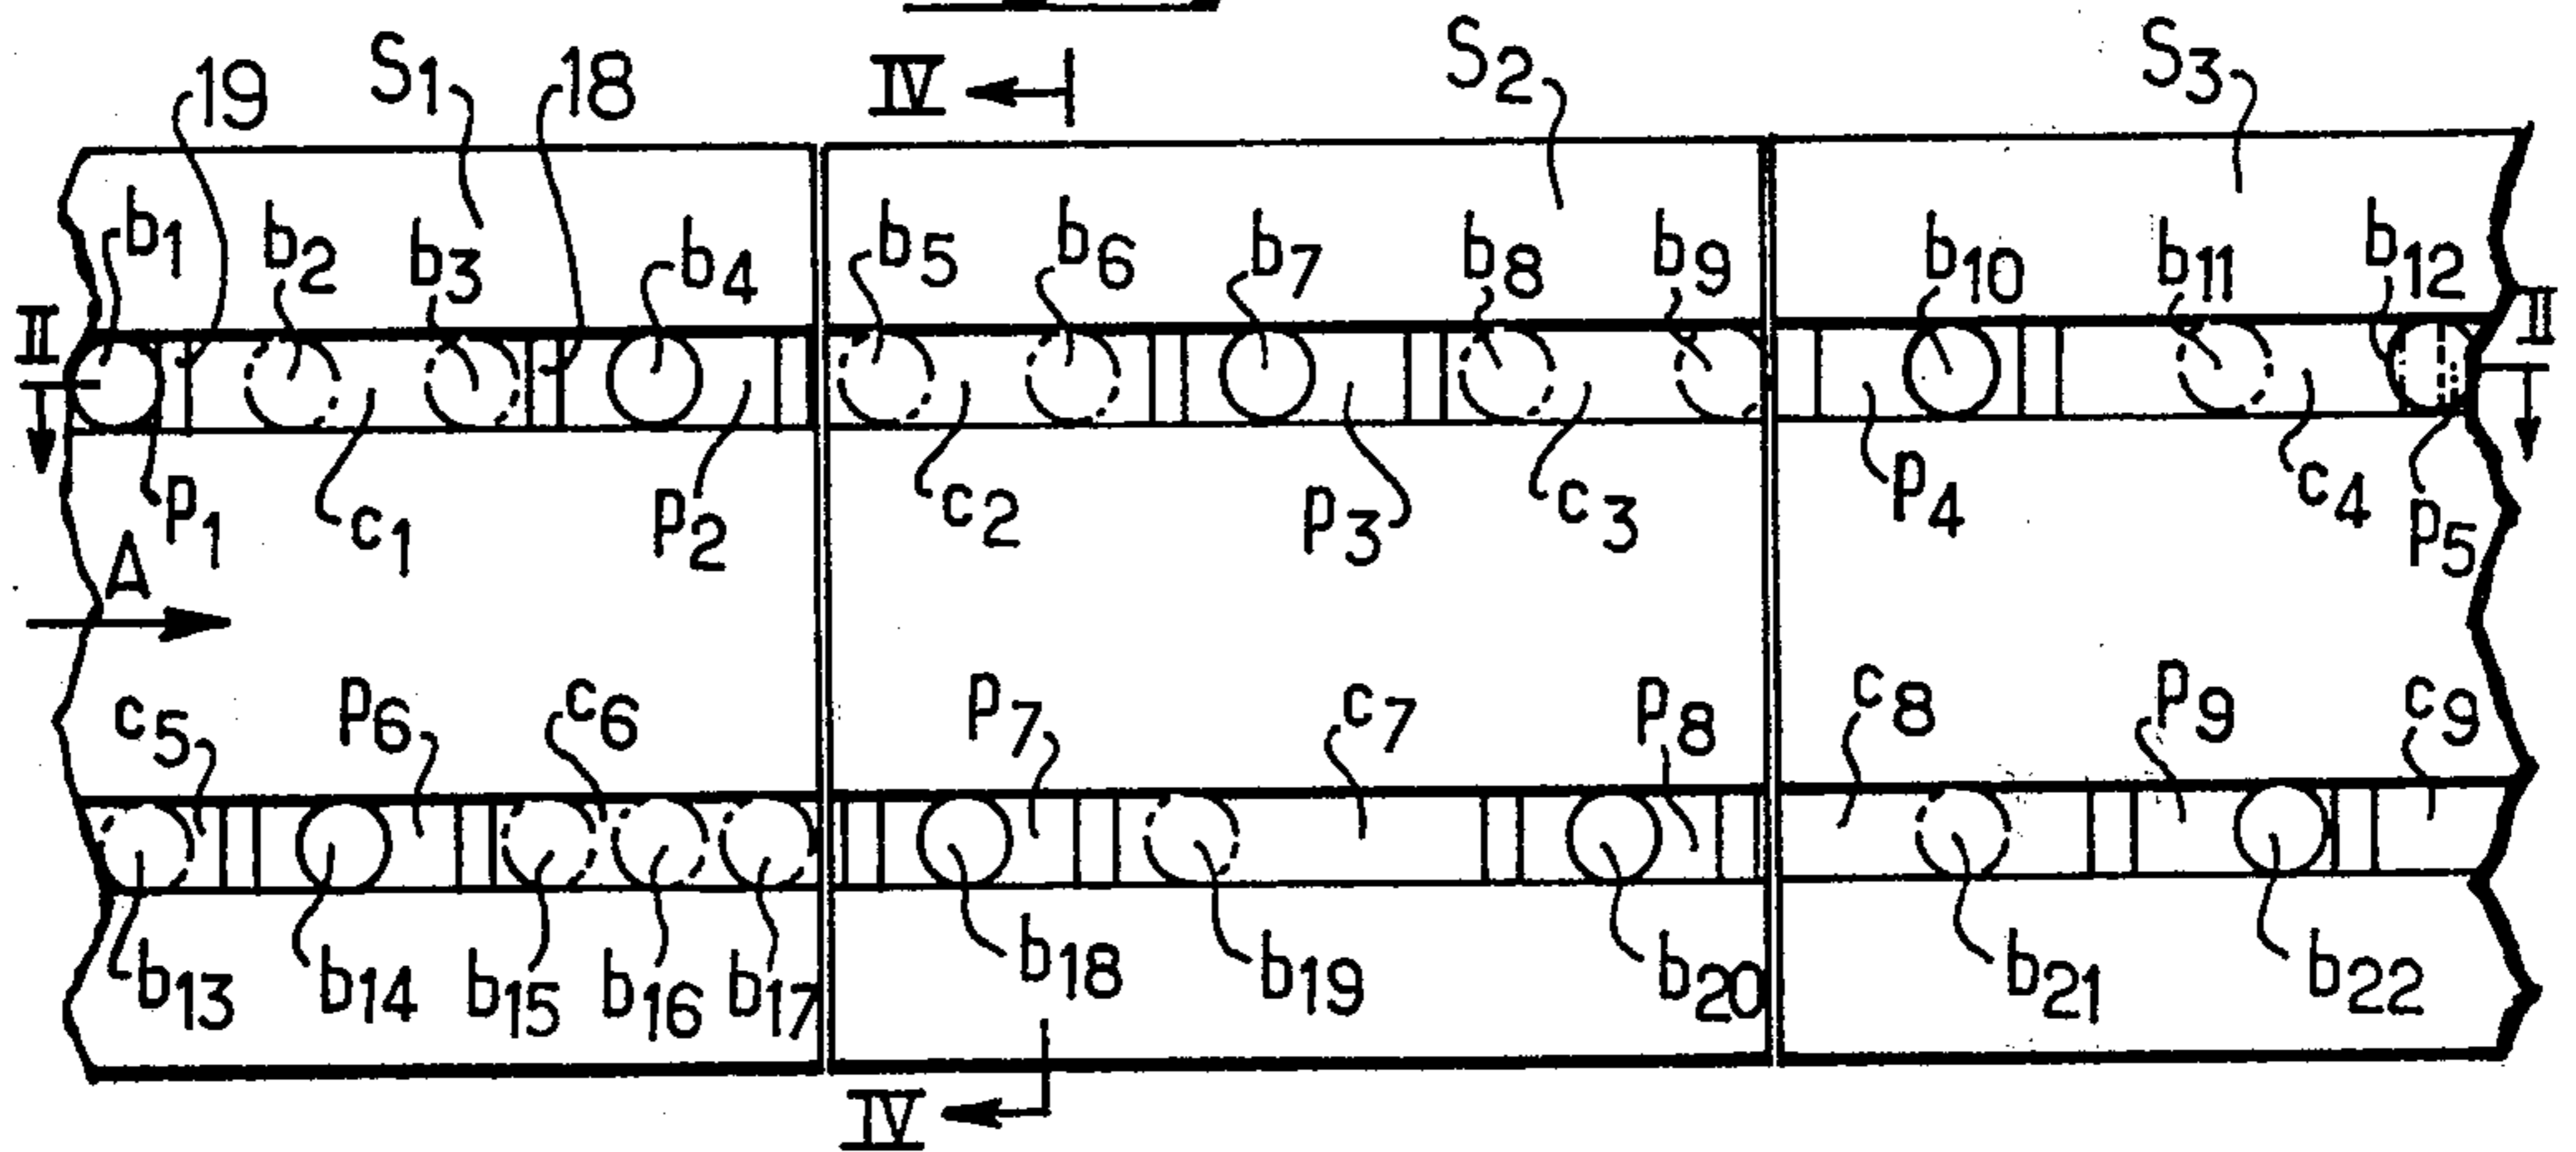 19 S1 18 IV S2 S3
b1 b2 b3 b4 b5 b6 b7 b8 b9 b10 b11 b12
II II
p1 c1 p2 c2 p3 c3 p4 c4 p5
A
c5 p6 c6 p7 c7 p8 c8 p9 c9
b13 b14 b15 b16 b17 b18 b19 b20 b21 b22
IV